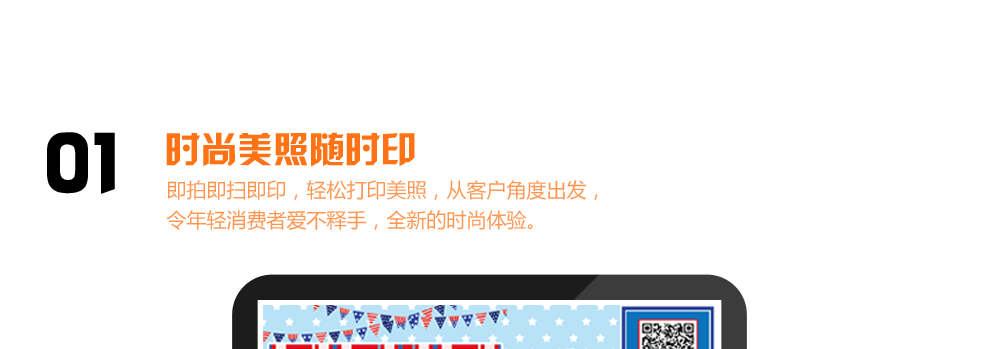 01
时尚美照随时印
即拍即扫即印，轻松打印美照，从客户角度出发，
令年轻消费者爱不释手，全新的时尚体验。